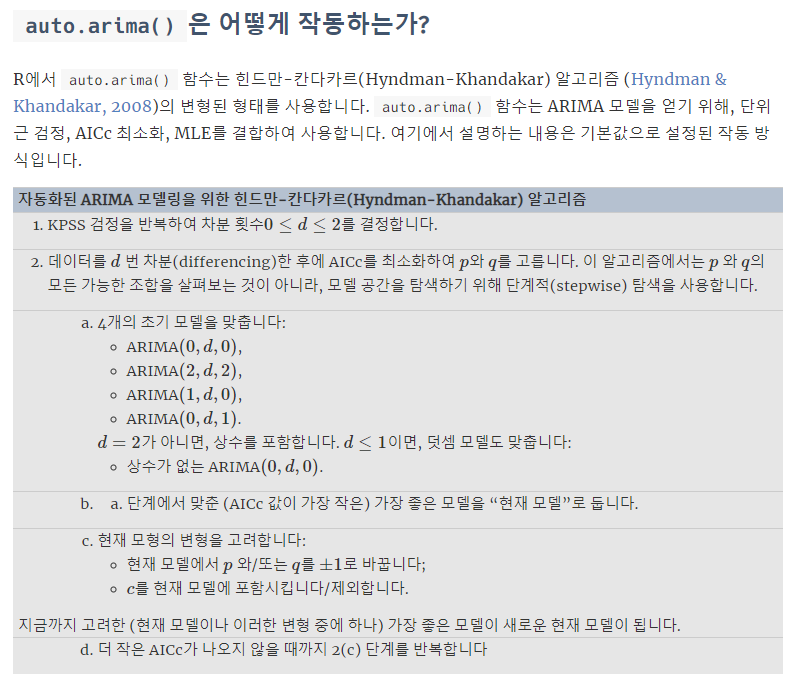 auto.arima() 은 어떻게 작동하는가?
R에서 auto.arima() 함수는 힌드만-칸다카르(Hyndman-Khandakar) 알고리즘 (Hyndman &
Khandakar, 2008)의 변형된 형태를 사용합니다. auto.arima() 함수는 ARIMA 모델을 얻기 위해, 단위
근 검정, AICc 최소화, MLE를 결합하여 사용합니다. 여기에서 설명하는 내용은 기본값으로 설정된 작동 방
식입니다.
자동화된 ARIMA 모델링을 위한 힌드만-칸다카르(Hyndman-Khandakar) 알고리즘
1. KPSS 검정을 반복하여 차분 횟수0 ≤ d ≤ 2를 결정합니다.
2. 데이터를 d 번 차분(differencing)한 후에 AICc를 최소화하여 p와 q를 고릅니다. 이 알고리즘에서는 p 와 q의
모든 가능한 조합을 살펴보는 것이 아니라, 모델 공간을 탐색하기 위해 단계적(stepwise) 탐색을 사용합니다.
a. 4개의 초기 모델을 맞춥니다:
◦ ARIMA(0, d, 0),
◦ ARIMA(2, d, 2),
◦ ARIMA(1, d, 0),
◦ ARIMA(0, d, 1).
d = 2가 아니면, 상수를 포함합니다. d ≤ 1이면, 덧셈 모델도 맞춥니다:
◦ 상수가 없는 ARIMA(0, d, 0).
b. a. 단계에서 맞춘 (AICc 값이 가장 작은) 가장 좋은 모델을 “현재 모델”로 둡니다.
c. 현재 모형의 변형을 고려합니다:
◦ 현재 모델에서 p 와/또는 q를 ±1로 바꿉니다;
◦ c를 현재 모델에 포함시킵니다/제외합니다.
지금까지 고려한 (현재 모델이나 이러한 변형 중에 하나) 가장 좋은 모델이 새로운 현재 모델이 됩니다.
d. 더 작은 AICc가 나오지 않을 때까지 2(c) 단계를 반복합니다